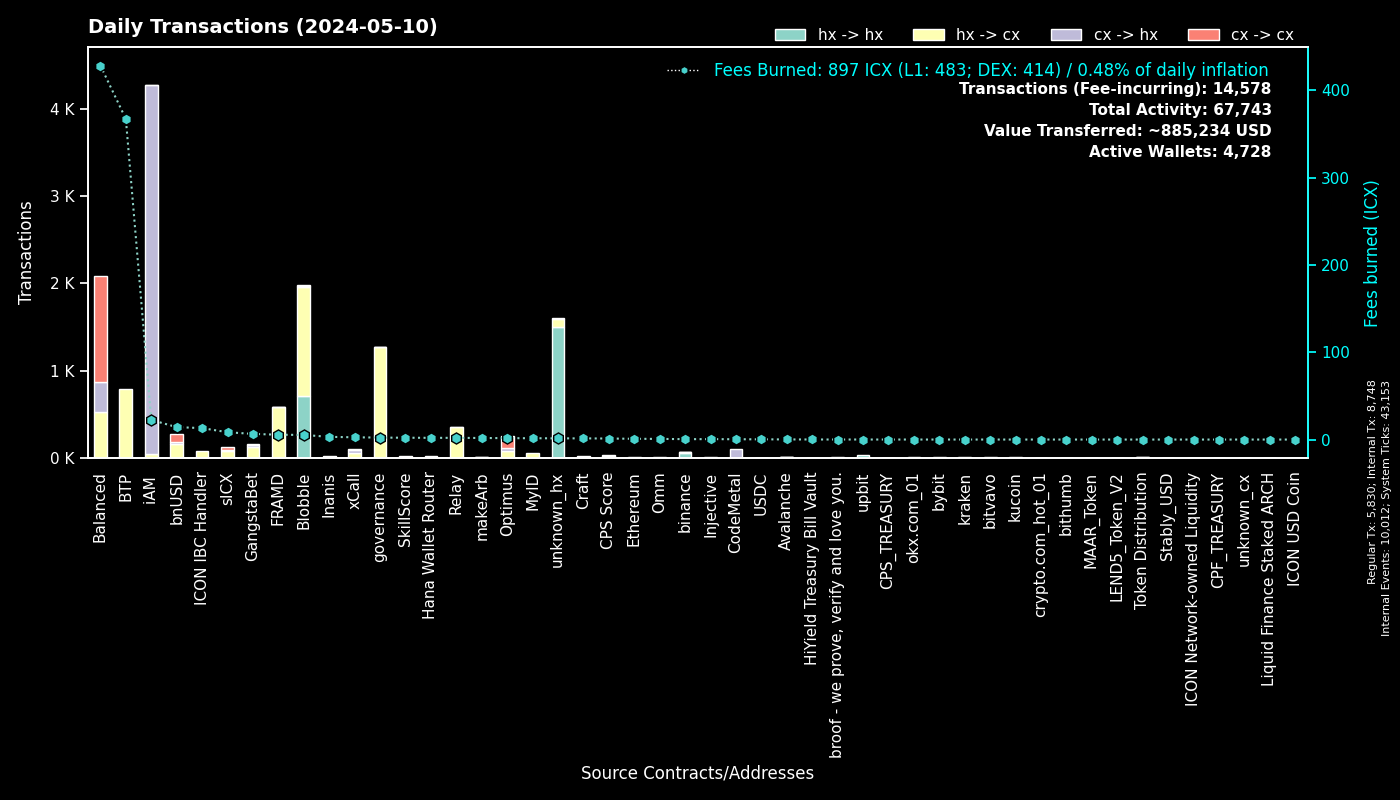 Daily Transactions (2024-05-10)
hx -> hx
hx -> cx
cx -> hx
cx -> cx
Fees Burned: 897 ICX (L1: 483; DEX: 414) / 0.48% of daily inflation
Transactions (Fee-incurring): 14,578
Total Activity: 67,743
Value Transferred: ~885,234 USD
Active Wallets: 4,728
Transactions
4 K
3 K
2 K
1 K
0 K
400
300
200
100
0
Fees burned (ICX)
Balanced
BTP
iAM
bnUSD
ICON IBC Handler
sICX
GangstaBet
FRAMD
Blobble
Inanis
xCall
governance
SkillScore
Hana Wallet Router
Relay
makeArb
Optimus
MyID
unknown_hx
Craft
CPS Score
Ethereum
Omm
binance
Injective
CodeMetal
USDC
Avalanche
HiYield Treasury Bill Vault
broof - we prove, verify and love you.
upbit
CPS_TREASURY
okx.com_01
bybit
kraken
bitvavo
kucoin
crypto.com_hot_01
bithumb
MAAR_Token
LEND5_Token_V2
Token Distribution
Stably_USD
ICON Network-owned Liquidity
CPF_TREASURY
unknown_cx
Liquid Finance Staked ARCH
ICON USD Coin
Source Contracts/Addresses
Regular Tx: 5,830; Internal Tx: 8,748
Internal Events: 10,012; System Ticks: 43,153